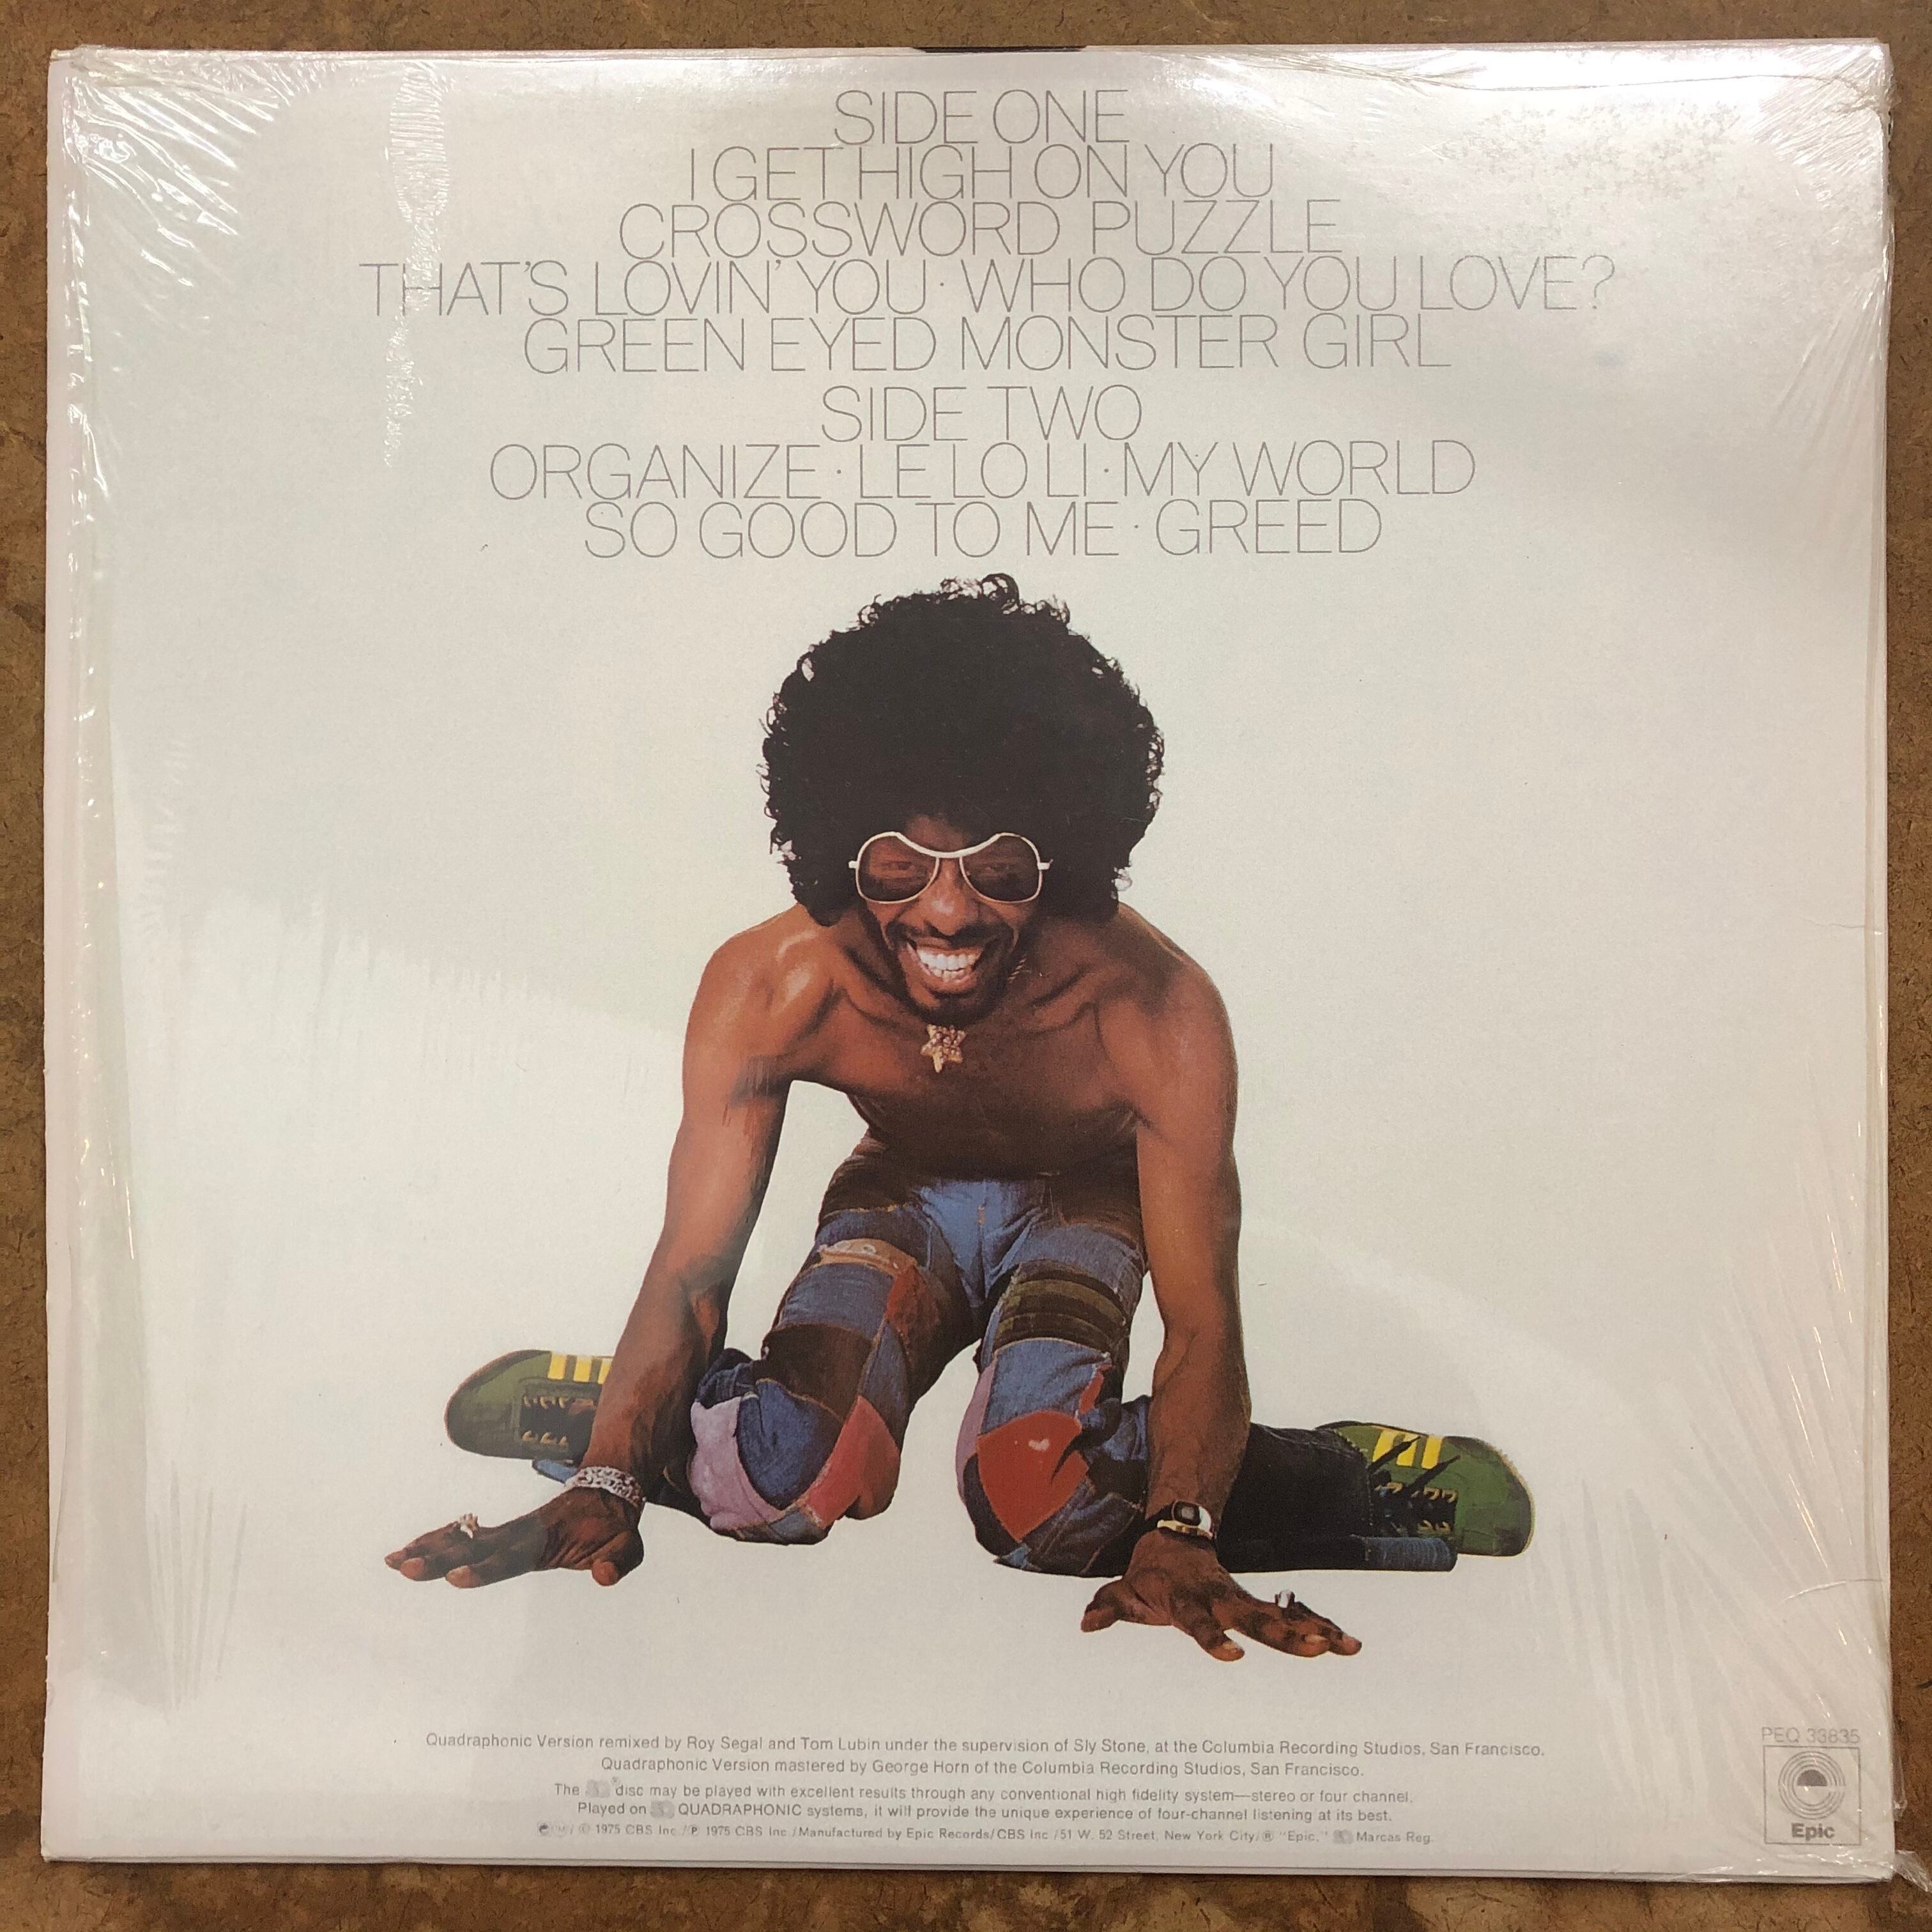 SIDE ONE
I GET HIGH ON YOU
CROSSWORD PUZZLE
THAT'S LOVIN' YOU · WHO DO YOU LOVE?
GREEN EYED MONSTER GIRL
SIDE TWO
ORGANIZE · LE LO LI · MY WORLD
SO GOOD TO ME · GREED
Quadraphonic Version remixed by Roy Segal and Tom Lubin under the supervision of Sly Stone, at the Columbia Recording Studios, San Francisco.
Quadraphonic Version mastered by George Horn of the Columbia Recording Studios, San Francisco.
The disc may be played with excellent results through any conventional high fidelity system—stereo or four channel.
Played on QUADRAPHONIC systems, it will provide the unique experience of four-channel listening at its best.
© 1975 CBS Inc./℗ 1975 CBS Inc./Manufactured by Epic Records/CBS Inc./51 W. 52 Street, New York City/® "Epic," Marcas Reg.
PEQ 33835
Epic